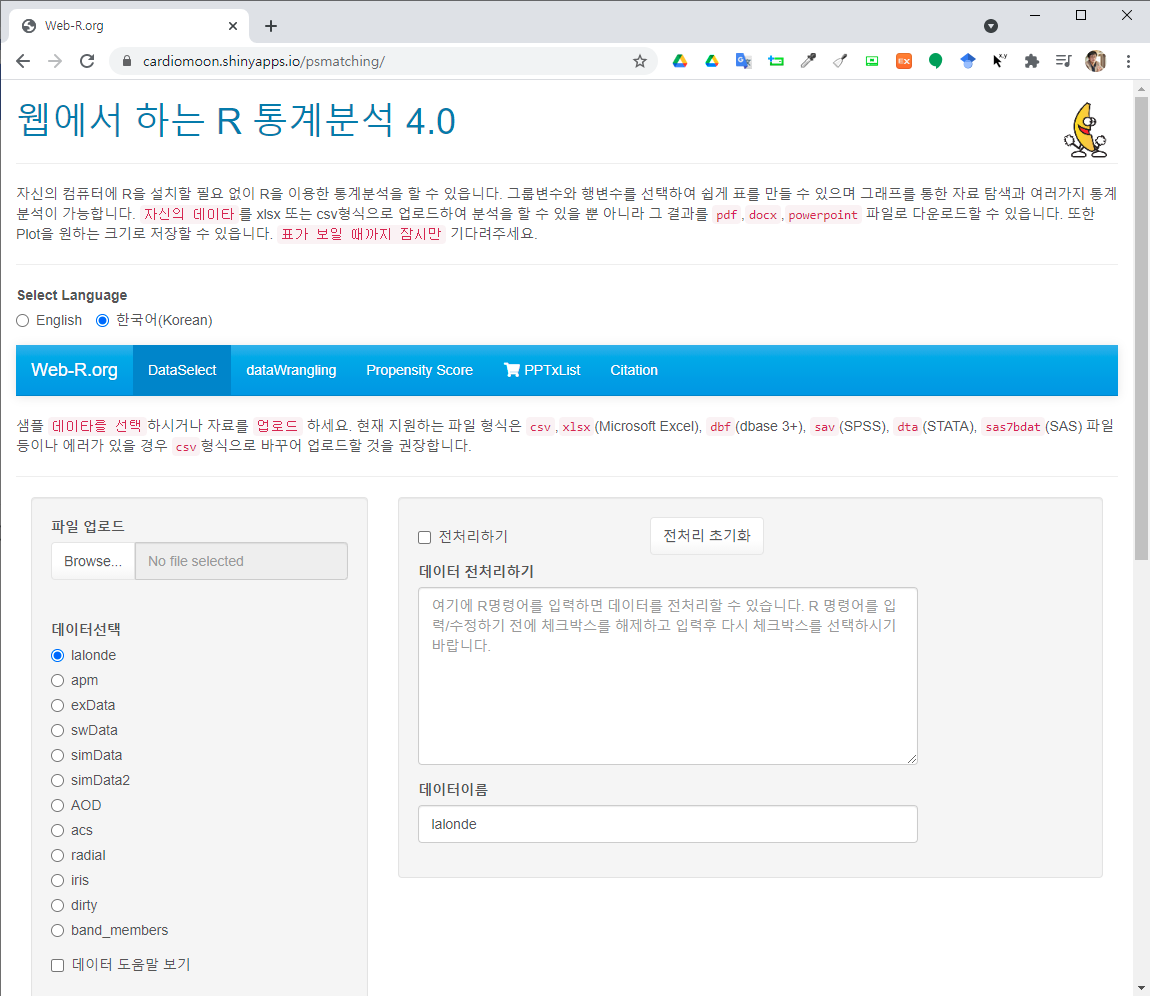 Web-R.org
cardiomoon.shinyapps.io/psmatching/
웹에서 하는 R 통계분석 4.0
자신의 컴퓨터에 R을 설치할 필요 없이 R을 이용한 통계분석을 할 수 있읍니다. 그룹변수와 행변수를 선택하여 쉽게 표를 만들 수 있으며 그래프를 통한 자료 탐색과 여러가지 통계
분석이 가능합니다. 자신의 데이타 를 xlsx 또는 csv형식으로 업로드하여 분석을 할 수 있을 뿐 아니라 그 결과를 pdf , docx , powerpoint 파일로 다운로드할 수 있읍니다. 또한
Plot을 원하는 크기로 저장할 수 있읍니다. 표가 보일 때까지 잠시만 기다려주세요.
Select Language
English 한국어(Korean)
Web-R.org DataSelect dataWrangling Propensity Score PPTxList Citation
샘플 데이타를 선택 하시거나 자료를 업로드 하세요. 현재 지원하는 파일 형식은 csv , xlsx (Microsoft Excel), dbf (dbase 3+), sav (SPSS), dta (STATA), sas7bdat (SAS) 파일
등이나 에러가 있을 경우 csv 형식으로 바꾸어 업로드할 것을 권장합니다.
파일 업로드
Browse... No file selected
데이터선택
lalonde
apm
exData
swData
simData
simData2
AOD
acs
radial
iris
dirty
band_members
데이터 도움말 보기
전처리하기 전처리 초기화
데이터 전처리하기
여기에 R명령어를 입력하면 데이터를 전처리할 수 있습니다. R 명령어를 입
력/수정하기 전에 체크박스를 해제하고 입력후 다시 체크박스를 선택하시기
바랍니다.
데이터이름
lalonde